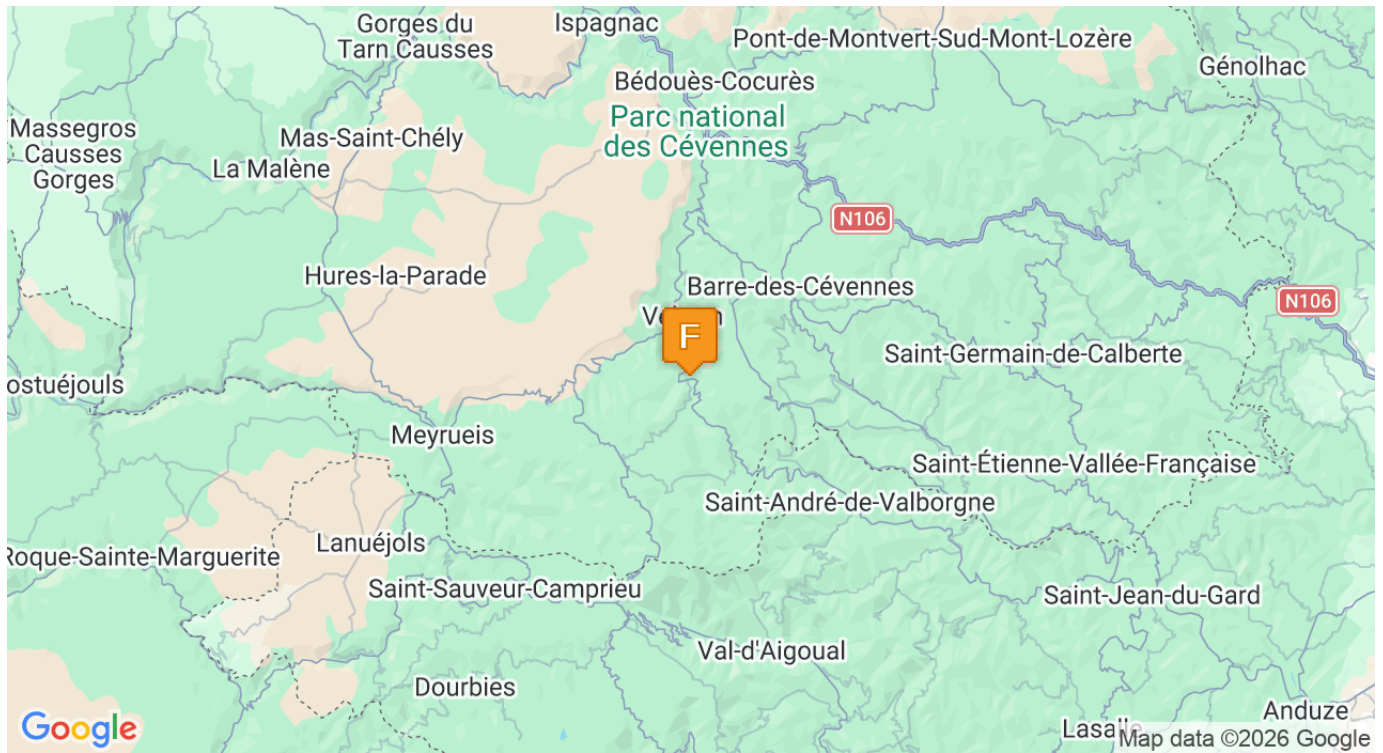 Gorges du
Tarn Causses
Ispagnac
Pont-de-Montvert-Sud-Mont-Lozère
Génolhac
Bédouès-Cocurès
Parc national
des Cévennes
Massegros
Causses
Gorges
Mas-Saint-Chély
La Malène
N106
Hures-la-Parade
Barre-des-Cévennes
N106
F
Saint-Germain-de-Calberte
ostuéjouls
Meyrueis
Saint-Étienne-Vallée-Française
Saint-André-de-Valborgne
Roque-Sainte-Marguerite
Lanuéjols
Saint-Sauveur-Camprieu
Saint-Jean-du-Gard
Val-d'Aigoual
Dourbies
Anduze
Lasalle
Google
Map data ©2026 Google